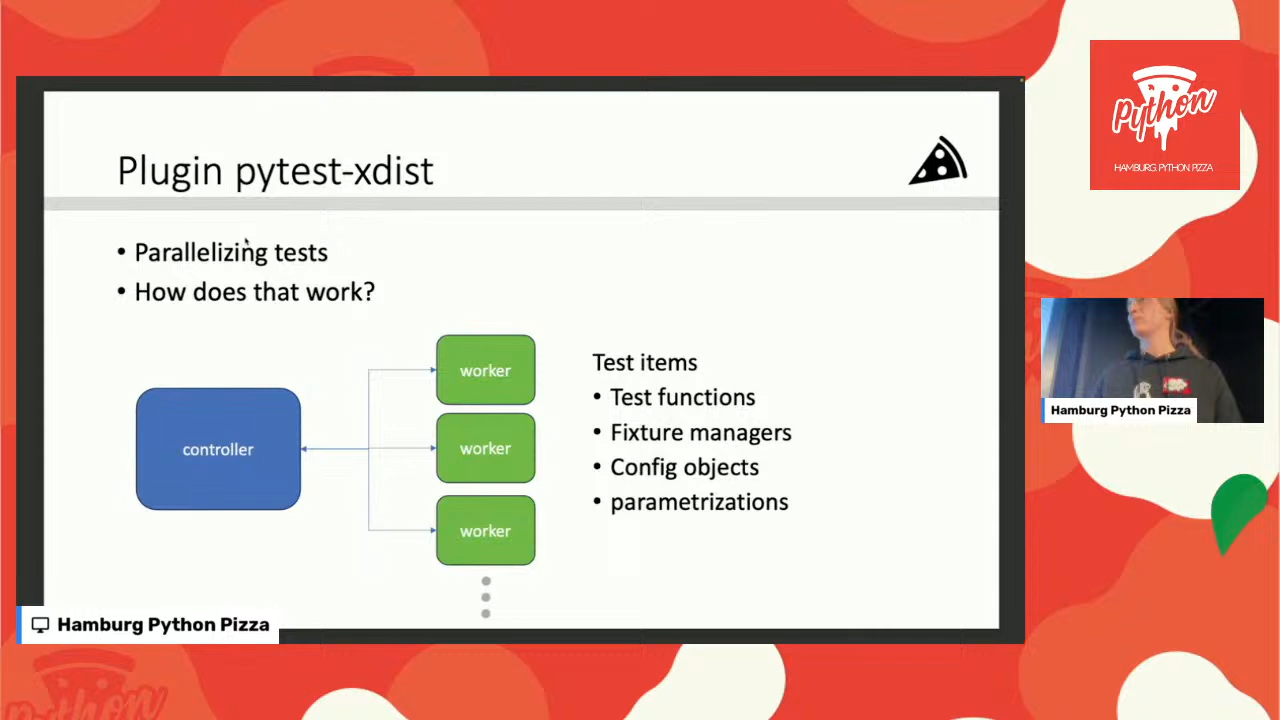 Plugin pytest-xdist
• Parallelizing tests
• How does that work?
controller
worker
worker
worker
Test items
• Test functions
• Fixture managers
• Config objects
• parametrizations
Hamburg Python Pizza
Python
HAMBURG PYTHON PIZZA
Hamburg Python Pizza